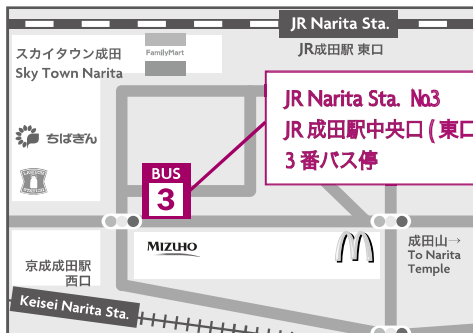 JR Narita Sta.
JR成田駅 東口
スカイタウン成田
Sky Town Narita
FamilyMart
JR Narita Sta. No.3
JR 成田駅中央口 ( 東口
3 番バス停
ちばぎん
BUS
3
MIZUHO
成田山→
To Narita
Temple
京成成田駅
西口
Keisei Narita Sta.